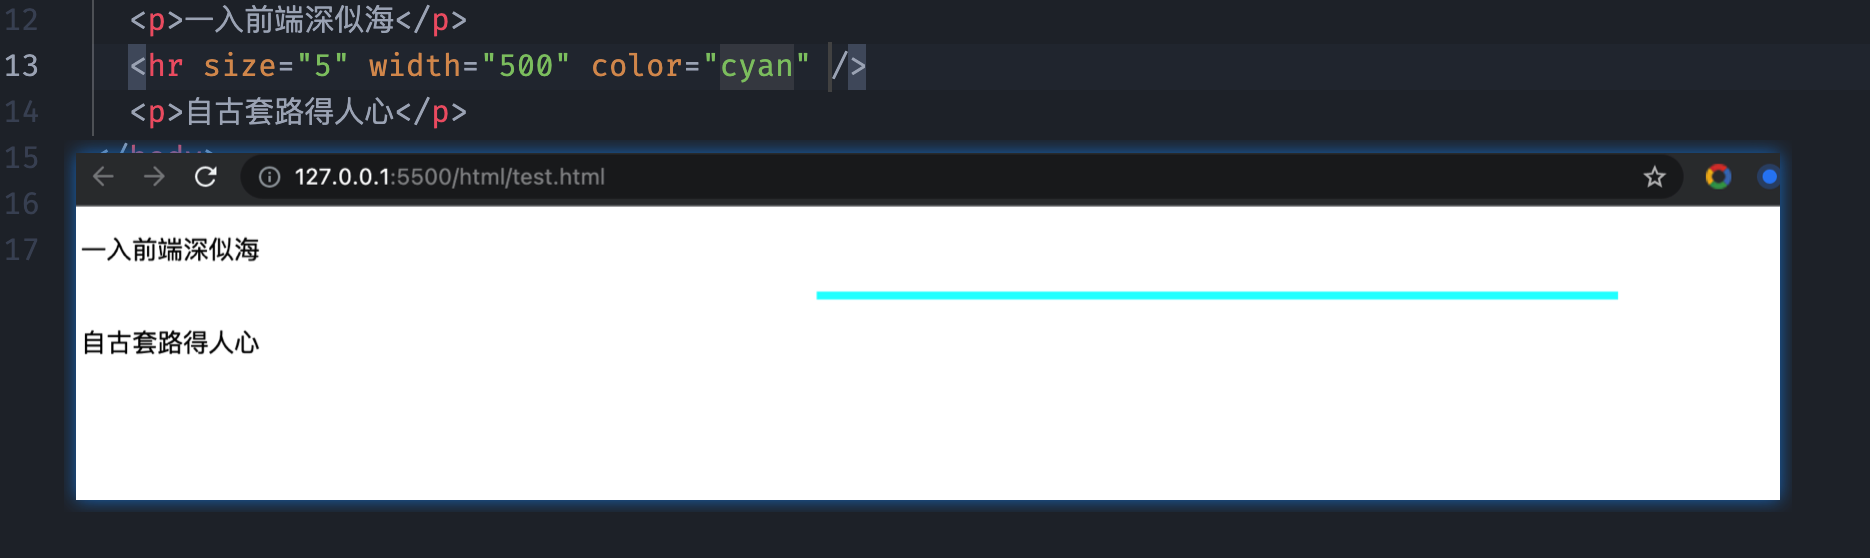 12 <p>一入前端深似海</p>
13 <hr size="5" width="500" color="cyan" />
14 <p>自古套路得人心</p>
15 </body>
127.0.0.1:5500/html/test.html
16
一入前端深似海
17
自古套路得人心